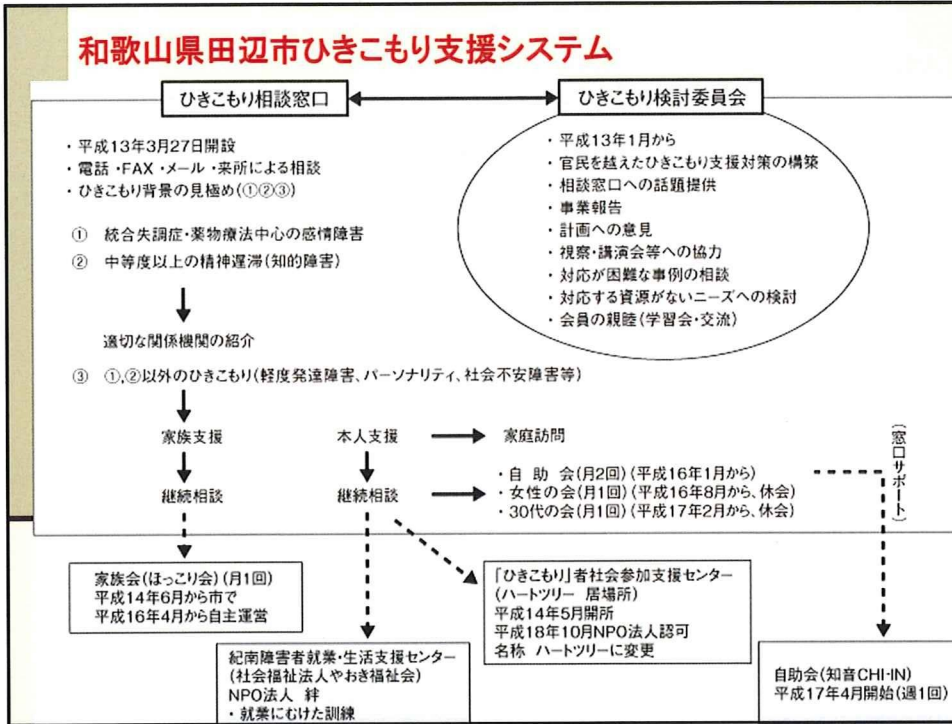 和歌山県田辺市ひきこもり支援システム
ひきこもり相談窓口
ひきこもり検討委員会
・平成13年3月27日開設
・電話・FAX・メール・来所による相談
・ひきこもり背景の見極め(①②③)
① 統合失調症・薬物療法中心の感情障害
② 中等度以上の精神遅滞(知的障害)
適切な関係機関の紹介
・平成13年1月から
・官民を越えたひきこもり支援対策の構築
・相談窓口への話題提供
・事業報告
・計画への意見
・視察・講演会等への協力
・対応が困難な事例の相談
・対応する資源がないニーズへの検討
・会員の親睦(学習会・交流)
③ ①,②以外のひきこもり(軽度発達障害、パーソナリティ、社会不安障害等)
家族支援
本人支援
家庭訪問
継続相談
継続相談
・自 助 会(月2回)(平成16年1月から)
・女性の会(月1回)(平成16年8月から、休会)
・30代の会(月1回)(平成17年2月から、休会)
(窓口サポート)
家族会(ほっこり会)(月1回)
平成14年6月から市で
平成16年4月から自主運営
紀南障害者就業・生活支援センター
(社会福祉法人やおき福祉会)
NPO法人 絆
・就業にむけた訓練
「ひきこもり」者社会参加支援センター
(ハートツリー 居場所)
平成14年5月開所
平成18年10月NPO法人認可
名称 ハートツリーに変更
自助会(知音CHI-IN)
平成17年4月開始(週1回)